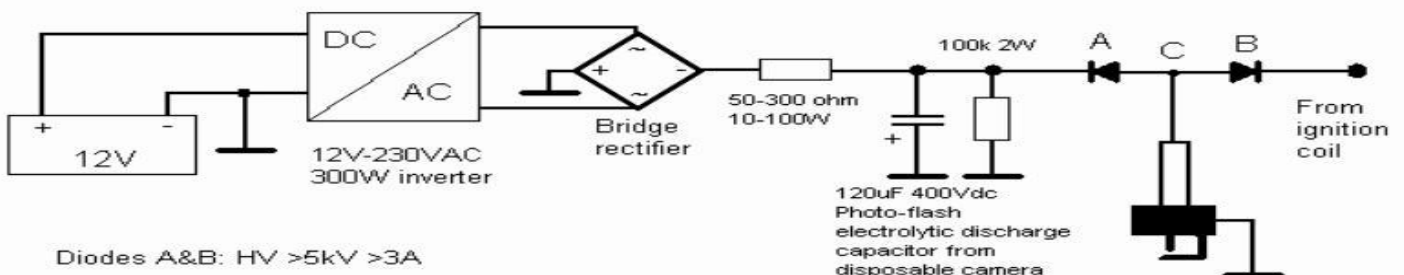 DC
AC
+ -
12V
12V-230VAC
300W inverter
~
+ -
~
Bridge
rectifier
50-300 ohm
10-100W
100k 2W
+
120uF 400Vdc
Photo-flash
electrolytic discharge
capacitor from
disposable camera
A
C
B
From
ignition
coil
Diodes A&B: HV >5kV >3A